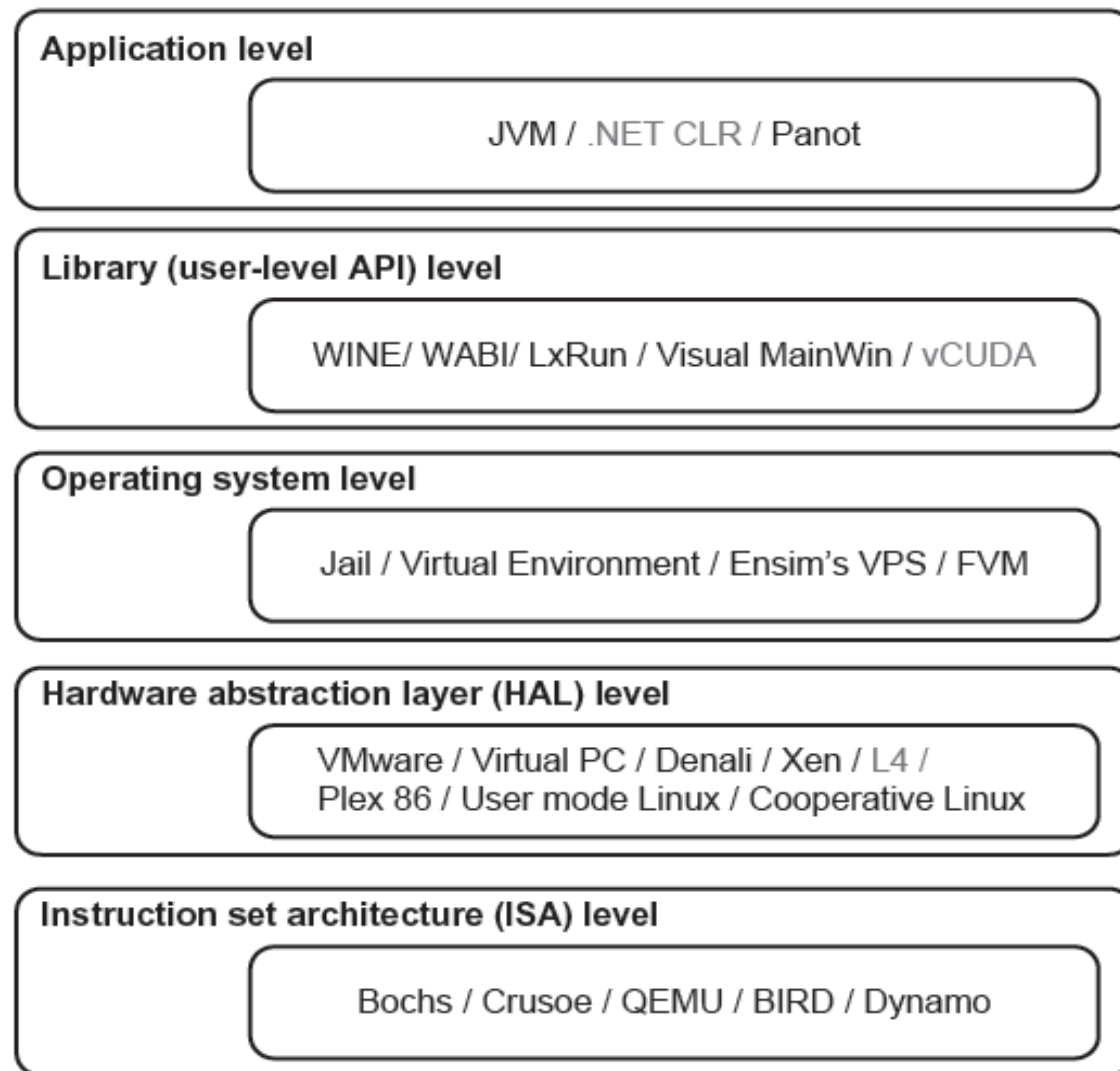 Application level
JVM / .NET CLR / Panot
Library (user-level API) level
WINE/ WABI/ LxRun / Visual MainWin / vCUDA
Operating system level
Jail / Virtual Environment / Ensim's VPS / FVM
Hardware abstraction layer (HAL) level
VMware / Virtual PC / Denali / Xen / L4 /
Plex 86 / User mode Linux / Cooperative Linux
Instruction set architecture (ISA) level
Bochs / Crusoe / QEMU / BIRD / Dynamo